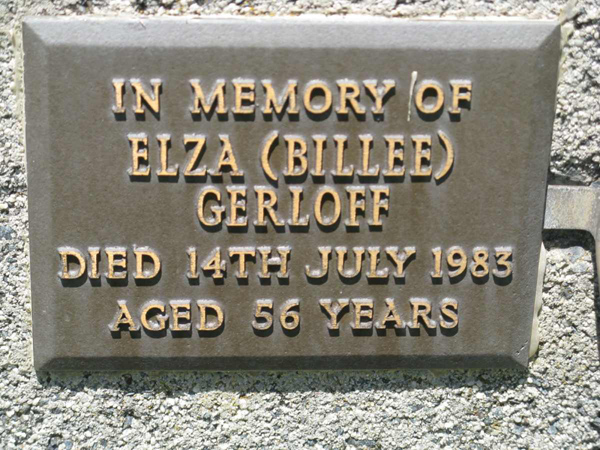 IN MEMORY OF
ELZA (BILLEE)
GERLOFF
DIED 14TH JULY 1983
AGED 56 YEARS